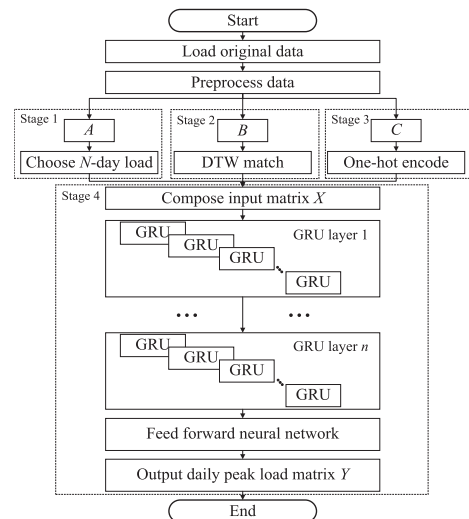 Start
Load original data
Preprocess data
Stage 1
Stage 2
Stage 3
A
B
C
Choose N-day load
DTW match
One-hot encode
Stage 4
Compose input matrix X
GRU layer 1
GRU
GRU
GRU
GRU
GRU layer n
GRU
GRU
GRU
GRU
Feed forward neural network
Output daily peak load matrix Y
End